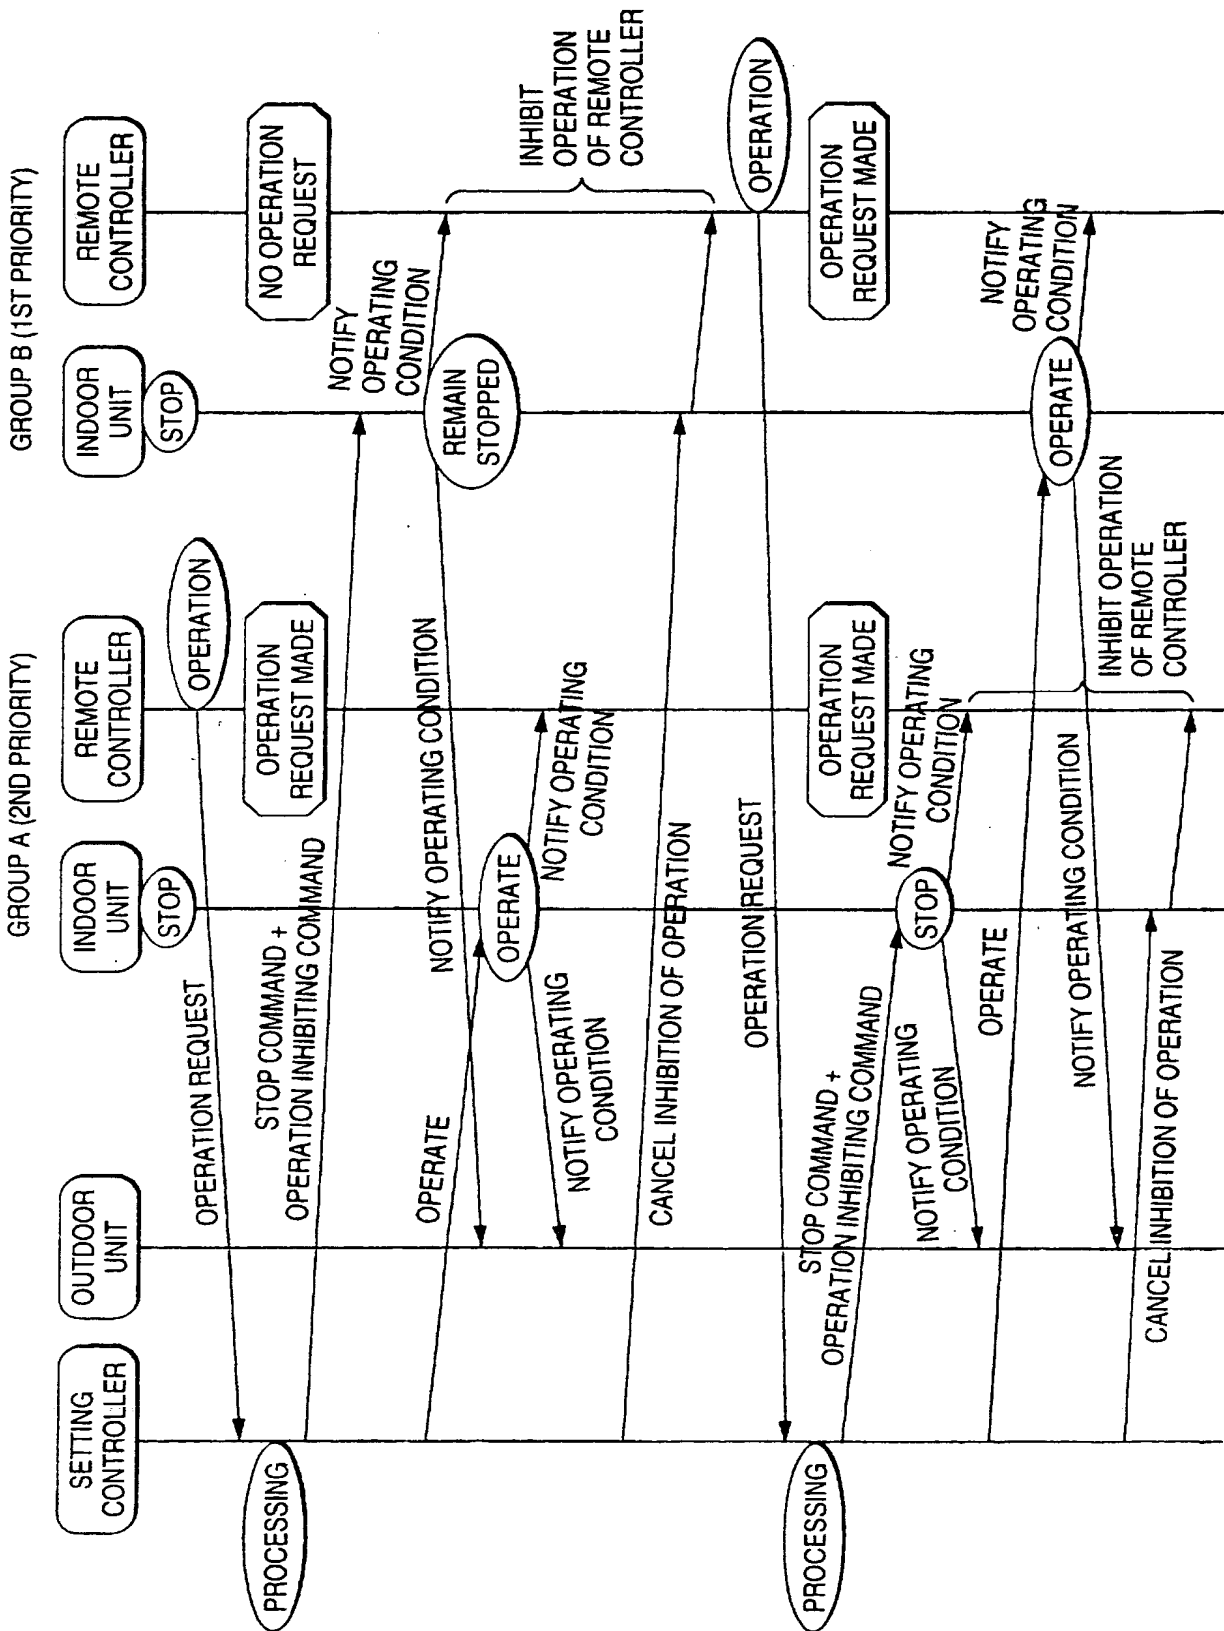 GROUP A (2ND PRIORITY)
GROUP B (1ST PRIORITY)
SETTING
CONTROLLER
OUTDOOR
UNIT
INDOOR
UNIT
REMOTE
CONTROLLER
INDOOR
UNIT
REMOTE
CONTROLLER
STOP
STOP
OPERATION
OPERATION REQUEST
PROCESSING
OPERATION
REQUEST MADE
NO OPERATION
REQUEST
STOP COMMAND +
OPERATION INHIBITING COMMAND
NOTIFY
OPERATING
CONDITION
REMAIN
STOPPED
NOTIFY OPERATING CONDITION
INHIBIT
OPERATION
OF REMOTE
CONTROLLER
OPERATE
OPERATE
NOTIFY OPERATING
CONDITION
NOTIFY OPERATING
CONDITION
CANCEL INHIBITION OF OPERATION
OPERATION
OPERATION REQUEST
PROCESSING
OPERATION
REQUEST MADE
OPERATION
REQUEST MADE
STOP COMMAND +
OPERATION INHIBITING COMMAND
STOP
NOTIFY OPERATING
CONDITION
NOTIFY OPERATING
CONDITION
OPERATE
OPERATE
NOTIFY
OPERATING
CONDITION
NOTIFY OPERATING CONDITION
INHIBIT OPERATION
OF REMOTE
CONTROLLER
CANCEL INHIBITION OF OPERATION